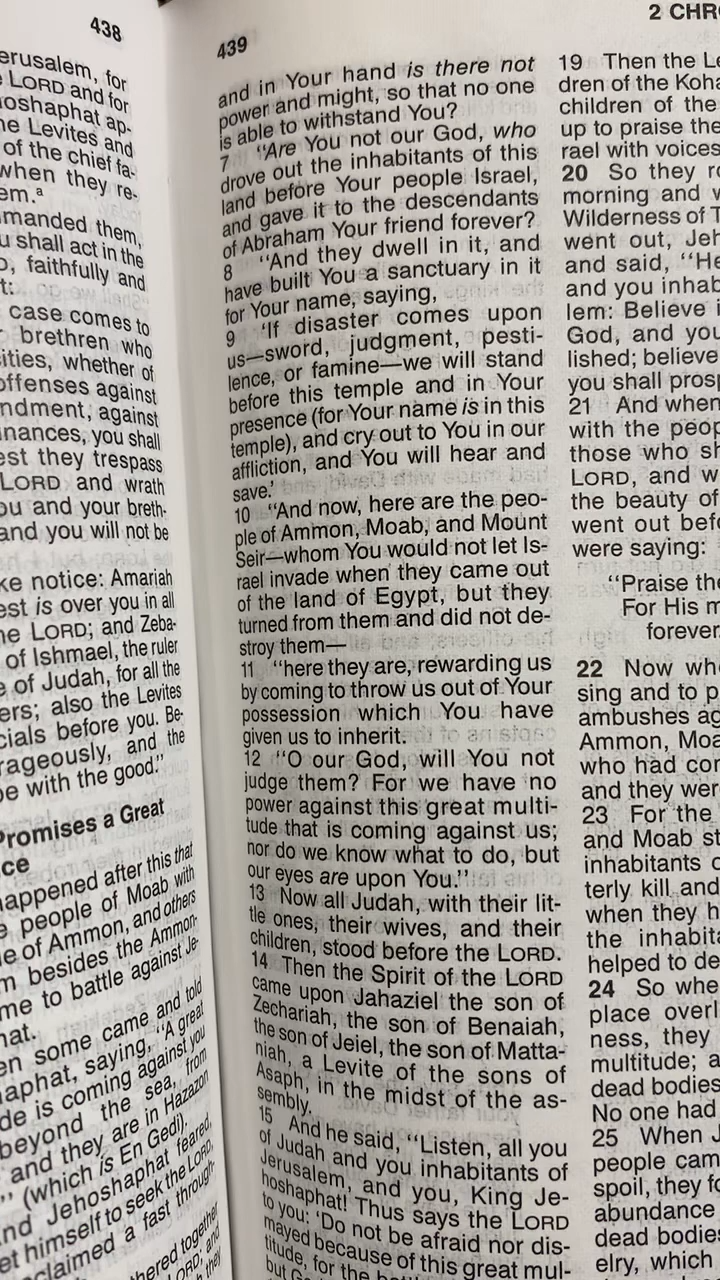 438
erusalem, for
LORD and for
hoshaphat ap-
he Levites and
of the chief fa-
when they re-
em.a
manded them,
u shall act in the
faithfully and
t:
case comes to
brethren who
ities, whether of
offenses against
ndment, against
inances, you shall
est they trespass
LORD and wrath
ou and your breth-
and you will not be
ke notice: Amariah
est is over you in all
he LORD; and Zeba-
of Ishmael, the ruler
e of Judah, for all the
ers; also the Levites
cials before you. Be-
rageously, and the
be with the good."
Promises a Great
ce
happened after this that
e people of Moab with
le of Ammon, and others
m besides the Ammon-
me to battle against Je-
hat.
en some came and told
haphat, saying, "A great
de is coming against you
beyond the sea, from
and they are in Hazazon
" (which is En Gedi).
nd Jehoshaphat feared,
et himself to seek the LORD,
claimed a fast through-
thered together
LORD; and
they
439
and in Your hand is there not
power and might, so that no one
is able to withstand You?
7 "Are You not our God, who
drove out the inhabitants of this
land before Your people Israel,
and gave it to the descendants
of Abraham Your friend forever?
8 "And they dwell in it, and
have built You a sanctuary in it
for Your name, saying,
9 'If disaster comes upon
us—sword, judgment, pesti-
lence, or famine—we will stand
before this temple and in Your
presence (for Your name is in this
temple), and cry out to You in our
affliction, and You will hear and
save.'
10 "And now, here are the peo-
ple of Ammon, Moab, and Mount
Seir—whom You would not let Is-
rael invade when they came out
of the land of Egypt, but they
turned from them and did not de-
stroy them—
11 "here they are, rewarding us
by coming to throw us out of Your
possession which You have
given us to inherit.
12 "O our God, will You not
judge them? For we have no
power against this great multi-
tude that is coming against us;
nor do we know what to do, but
our eyes are upon You."
13 Now all Judah, with their lit-
tle ones, their wives, and their
children, stood before the LORD.
14 Then the Spirit of the LORD
came upon Jahaziel the son of
Zechariah, the son of Benaiah,
the son of Jeiel, the son of Matta-
niah, a Levite of the sons of
Asaph, in the midst of the as-
sembly.
15 And he said, "Listen, all you
of Judah and you inhabitants of
Jerusalem, and you, King Je-
hoshaphat! Thus says the LORD
to you: 'Do not be afraid nor dis-
mayed because of this great mul-
titude, for the
but
2 CHRO
19 Then the Le
dren of the Koha
children of the
up to praise the
rael with voices
20 So they ro
morning and w
Wilderness of T
went out, Jeh
and said, "He
and you inhab
lem: Believe i
God, and you
lished; believe
you shall prosp
21 And when
with the peop
those who sh
LORD, and w
the beauty of
went out befo
were saying:
"Praise the
For His m
forever.
22 Now whe
sing and to p
ambushes ag
Ammon, Moa
who had com
and they were
23 For the
and Moab st
inhabitants o
terly kill and
when they h
the inhabita
helped to de
24 So whe
place overl
ness, they
multitude; a
dead bodies
No one had
25 When J
people cam
spoil, they fo
abundance
dead bodies
elry, which